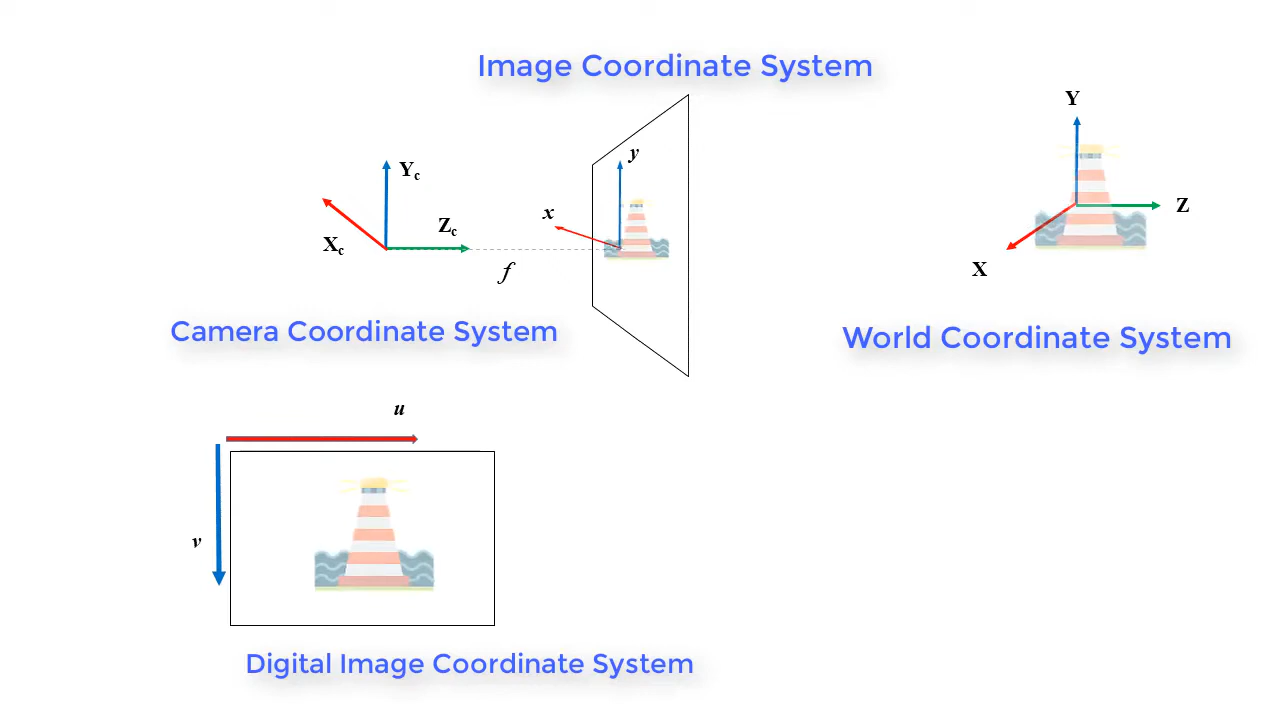 Image Coordinate System
Y
y
Yc
x
Z
Zc
Xc
X
f
Camera Coordinate System
World Coordinate System
u
v
Digital Image Coordinate System